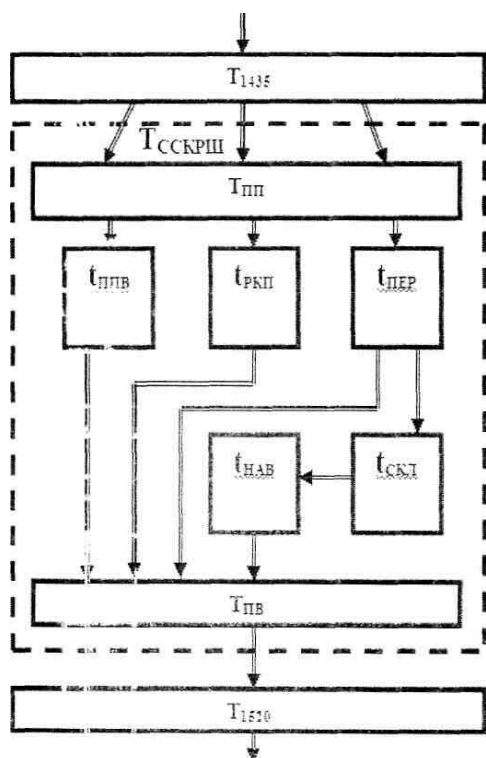 T1435
TССКРШ
TПП
tППВ tРКП tПЕР
tНАВ tСКЛ
TПВ
T1520